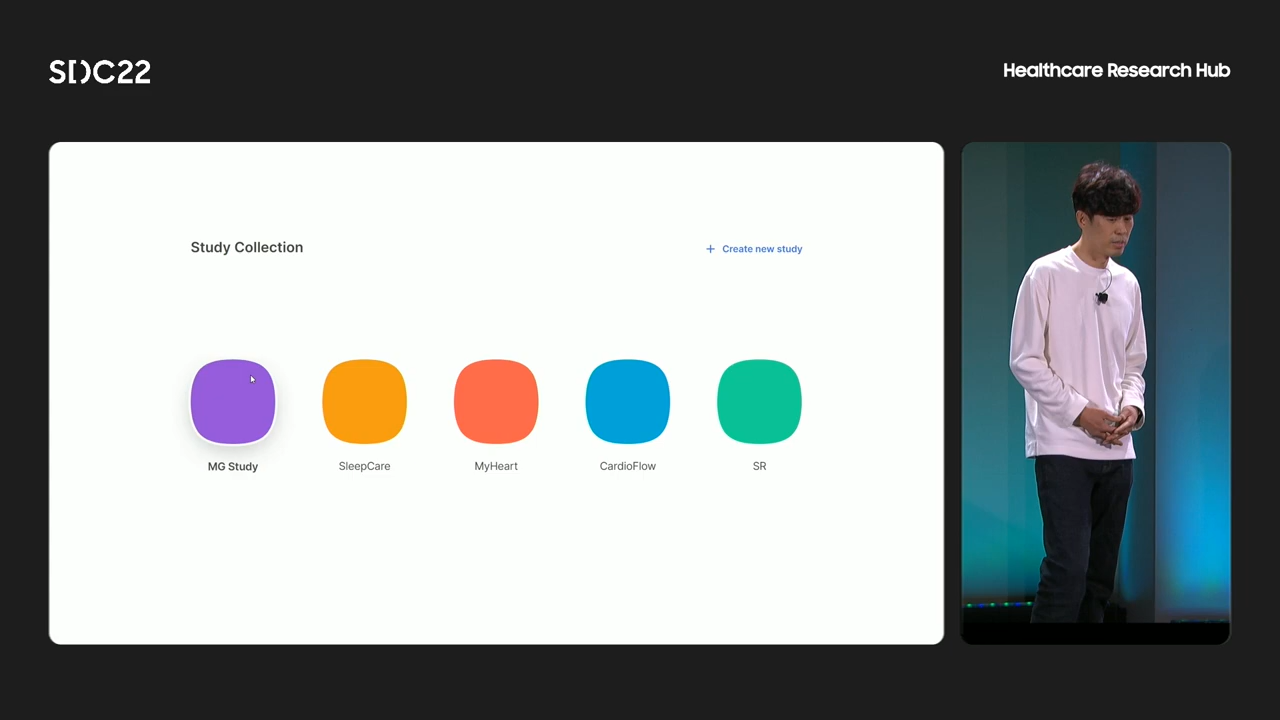 SDC22
Healthcare Research Hub
Study Collection
+ Create new study
MG Study
SleepCare
MyHeart
CardioFlow
SR